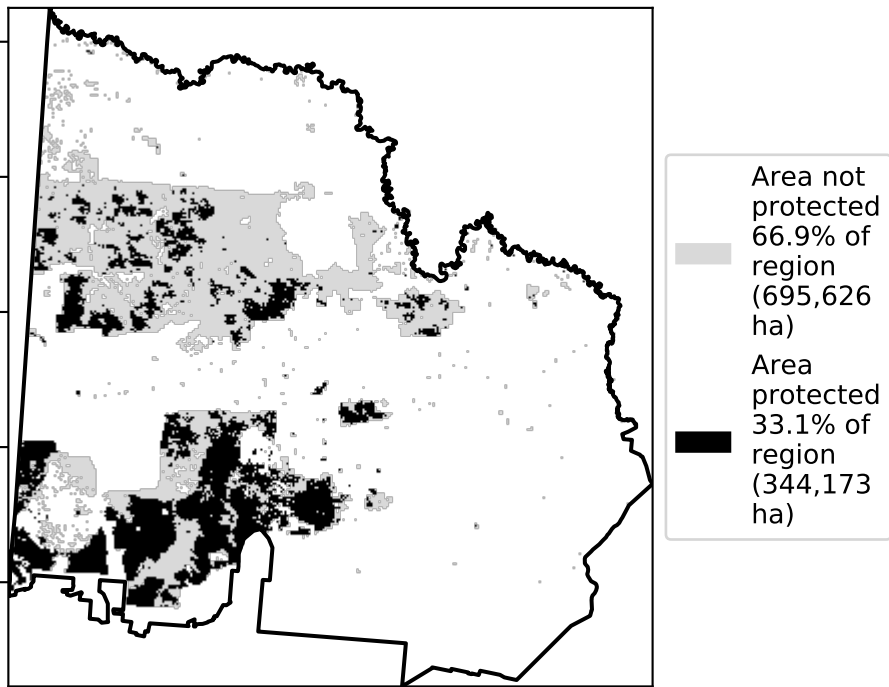 Area not
protected
66.9% of
region
(695,626
ha)
Area
protected
33.1% of
region
(344,173
ha)